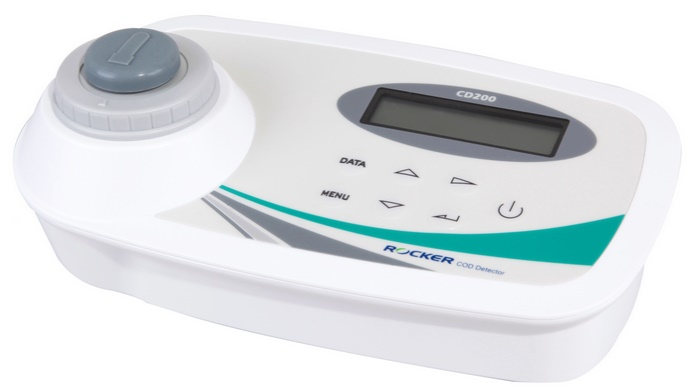 CD200
DATA
MENU
ROCKER COD Detector